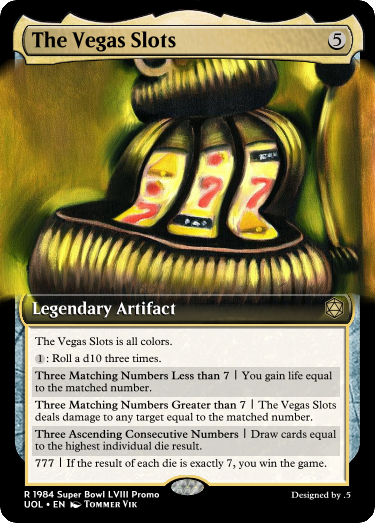 The Vegas Slots 5
7 7 7
Legendary Artifact
The Vegas Slots is all colors.
1: Roll a d10 three times.
Three Matching Numbers Less than 7 | You gain life equal
to the matched number.
Three Matching Numbers Greater than 7 | The Vegas Slots
deals damage to any target equal to the matched number.
Three Ascending Consecutive Numbers | Draw cards equal
to the highest individual die result.
777 | If the result of each die is exactly 7, you win the game.
R 1984 Super Bowl LVIII Promo
UOL • EN Tommer Vik
Designed by .5